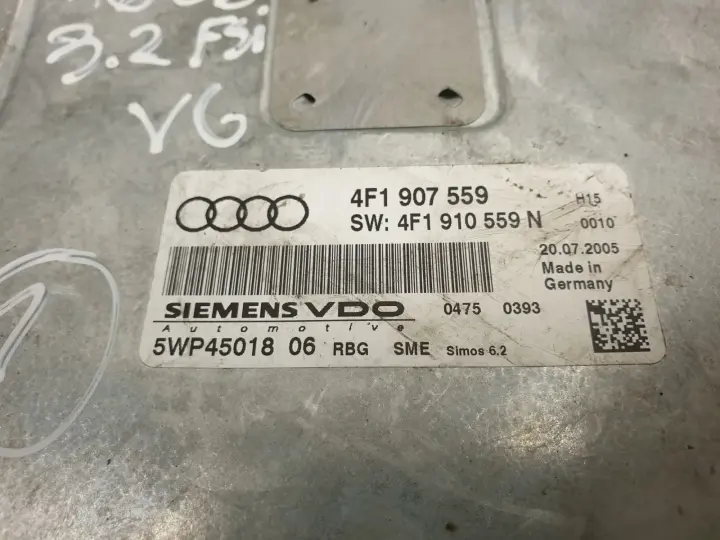 3.2 FSi
V6
4F1 907 559
H15
SW: 4F1 910 559 N
0010
20.07.2005
Made in
Germany
SIEMENS VDO
0475 0393
Automotive
5WP45018 06 RBG SME Simos 6.2